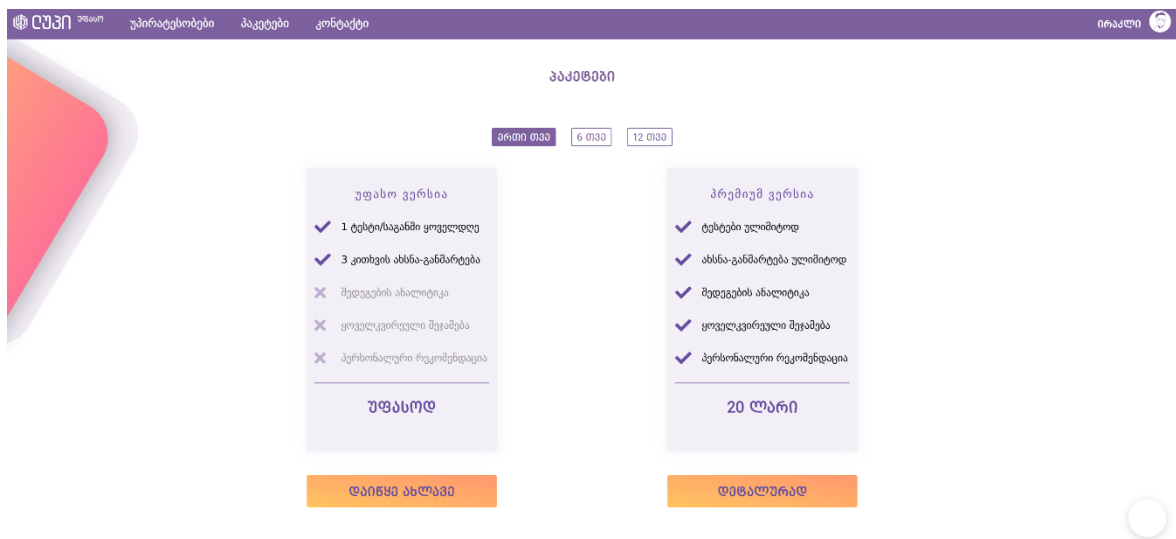 ლუპი უფასო
უპირატესობები პაკეტები კონტაქტი
ირაკლი
პაკეტები
ერთი თვე 6 თვე 12 თვე
უფასო ვერსია
1 ტესტი/საგანში ყოველდღე
3 კითხვის ახსნა-განმარტება
შედეგების ანალიტიკა
ყოველკვირეული შეჯამება
პერსონალური რეკომენდაცია
უფასოდ
დაიწყე ახლავე
პრემიუმ ვერსია
ტესტები ულიმიტოდ
ახსნა-განმარტება ულიმიტოდ
შედეგების ანალიტიკა
ყოველკვირეული შეჯამება
პერსონალური რეკომენდაცია
20 ლარი
დეტალურად